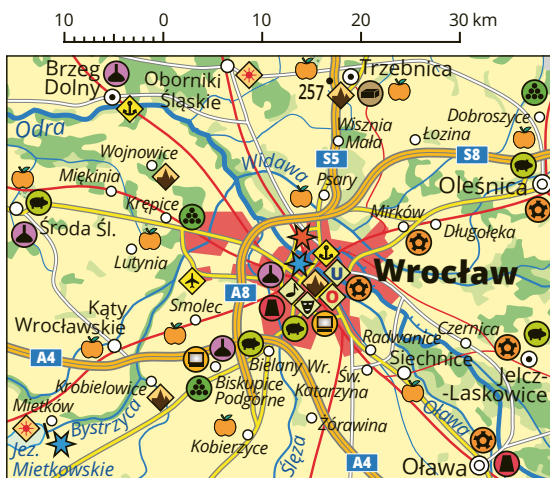 10 0 10 20 30 km
Brzeg
Dolny
Oborniki
Śląskie
Trzebnica
257
Wisznia
Mała
Dobroszyce
Łozina
Odra
Wojnowice
Widawa
S5
S8
Miękinia
Psary
Oleśnica
Krępice
Mirków
Długołęka
Środa Śl.
Lutynia
U
Wrocław
A8
O
Smolec
Kąty
Wrocławskie
Radwanice
Czernica
A4
Bielany Wr.
Siechnice
Św.
Katarzyna
Jelcz-
-Laskowice
Krobielowice
Biskupice
Podgórne
Mietków
Bystrzyca
Żórawina
Oława
Kobierzyce
Jez.
Mietkowskie
Ślęza
A4
Oława